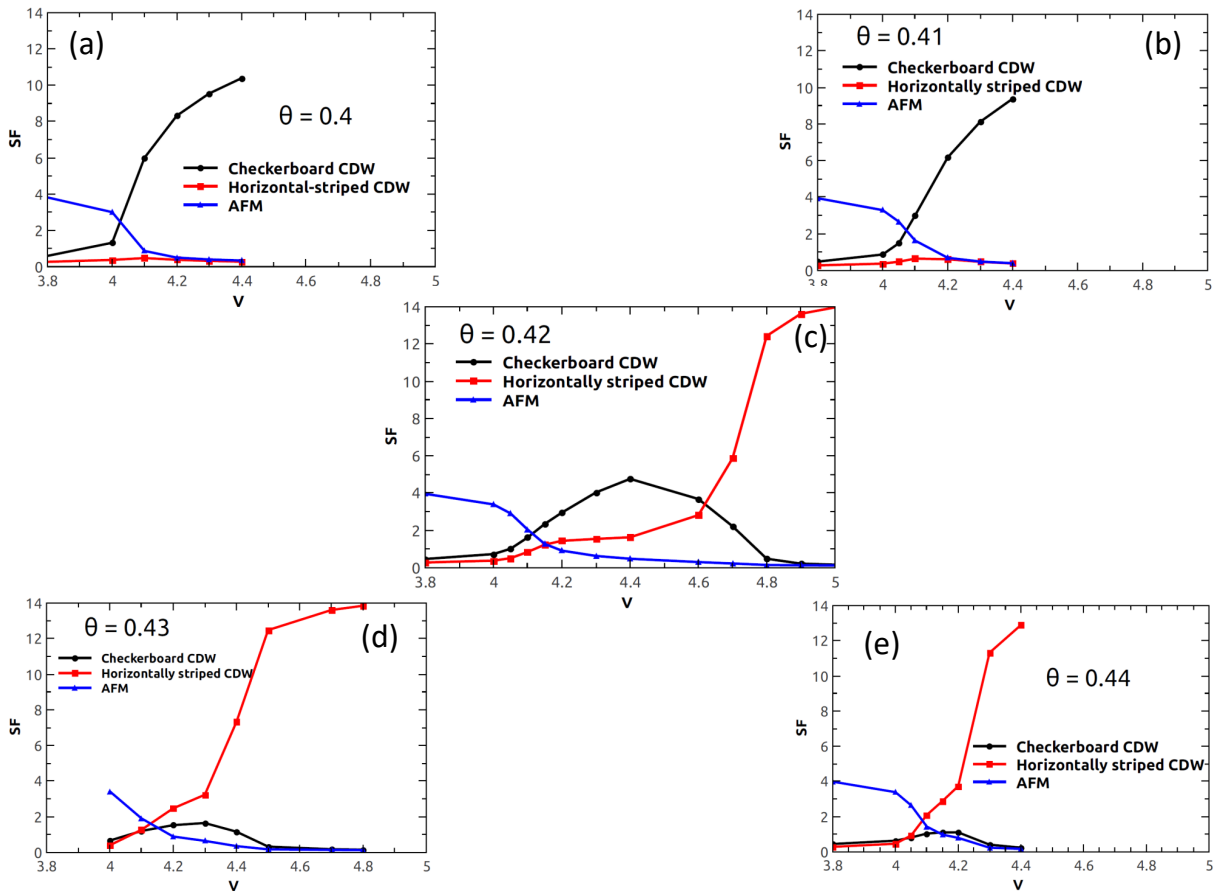 (a)
θ = 0.4
Checkerboard CDW
Horizontal-striped CDW
AFM
SF
14
12
10
8
6
4
2
0
3.8 4 4.2 4.4 4.6 4.8 5
V
(b)
θ = 0.41
Checkerboard CDW
Horizontally striped CDW
AFM
SF
14
12
10
8
6
4
2
0
3.8 4 4.2 4.4 4.6 4.8 5
V
(c)
θ = 0.42
Checkerboard CDW
Horizontally striped CDW
AFM
SF
14
12
10
8
6
4
2
0
3.8 4 4.2 4.4 4.6 4.8 5
V
(d)
θ = 0.43
Checkerboard CDW
Horizontally striped CDW
AFM
SF
14
12
10
8
6
4
2
0
3.8 4 4.2 4.4 4.6 4.8 5
V
(e)
θ = 0.44
Checkerboard CDW
Horizontally striped CDW
AFM
SF
14
12
10
8
6
4
2
0
3.8 4 4.2 4.4 4.6 4.8 5
V